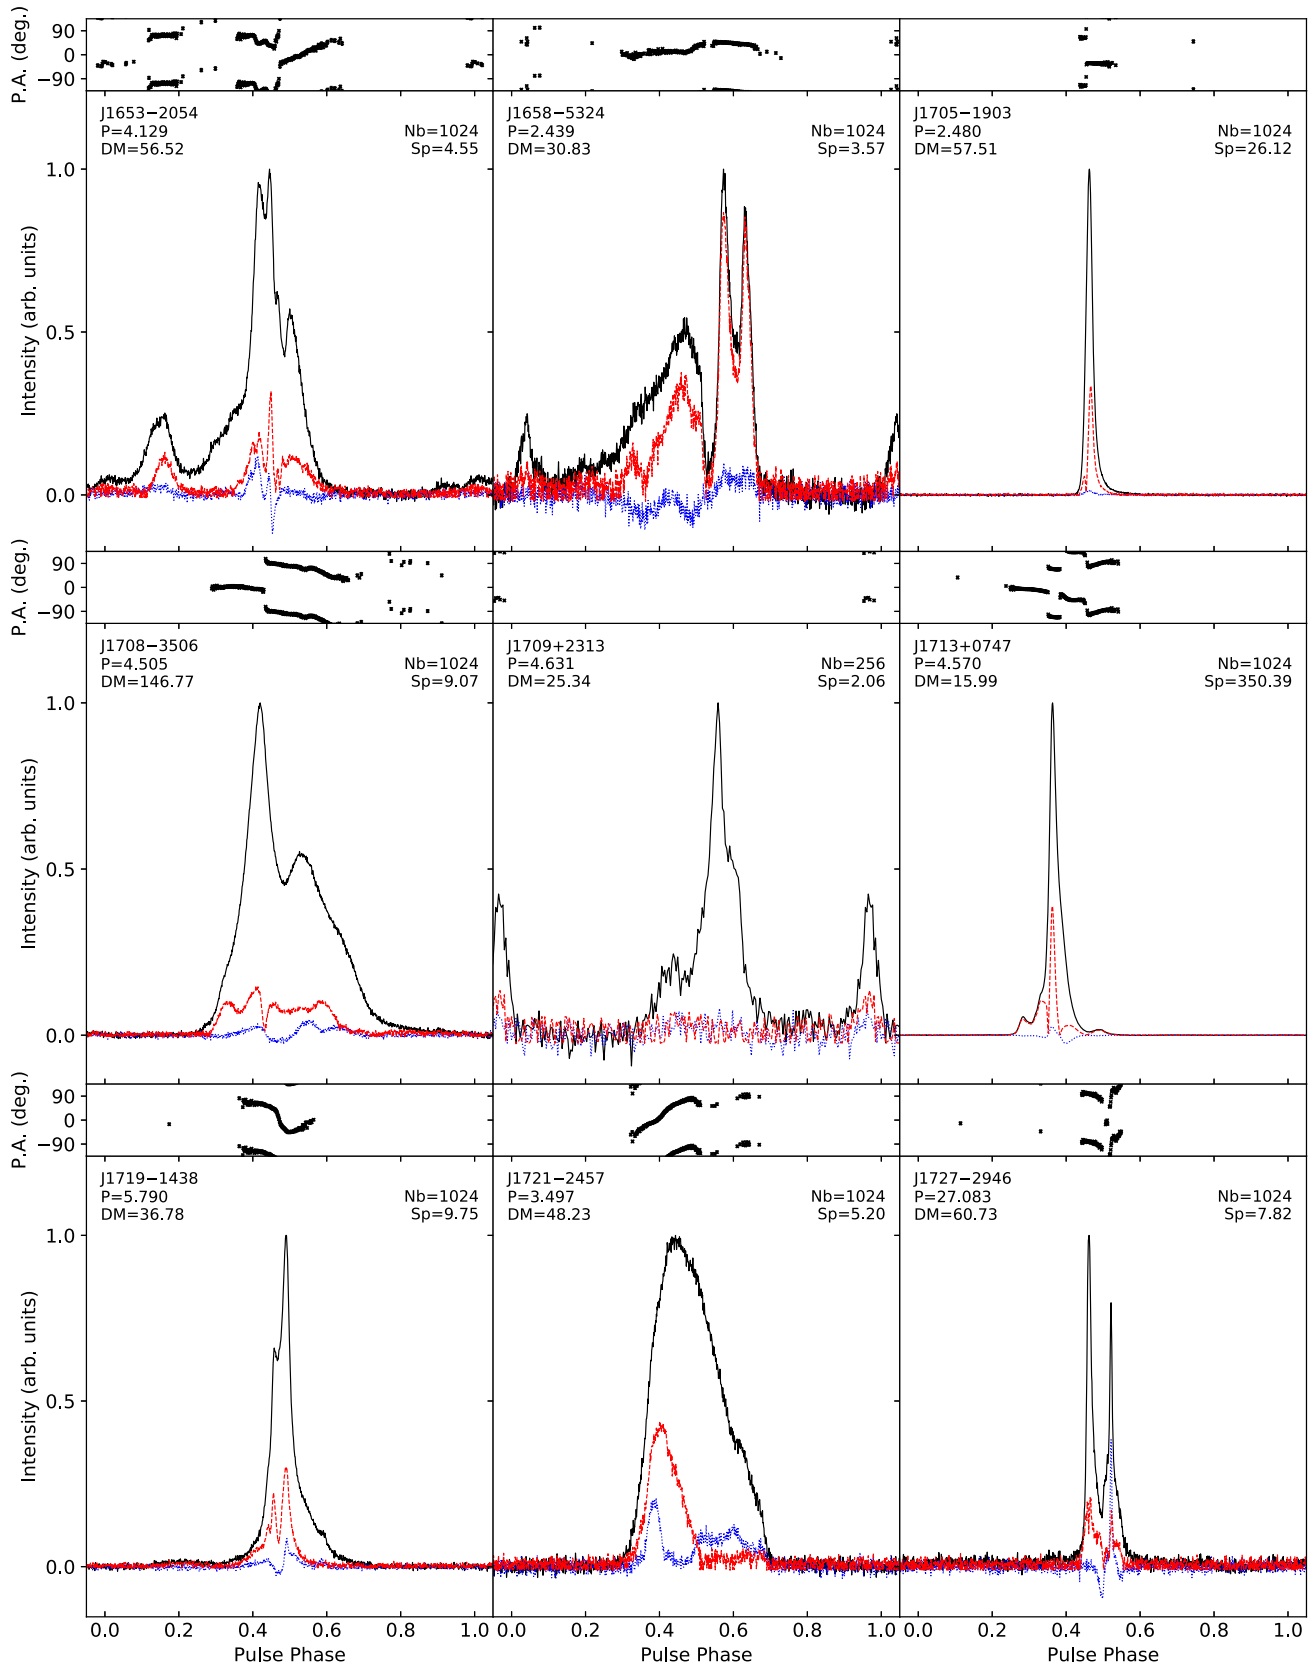 P.A. (deg.)
90
0
−90
J1653−2054
P=4.129
DM=56.52
Nb=1024
Sp=4.55
J1658−5324
P=2.439
DM=30.83
Nb=1024
Sp=3.57
J1705−1903
P=2.480
DM=57.51
Nb=1024
Sp=26.12
Intensity (arb. units)
1.0
0.5
0.0
P.A. (deg.)
90
0
−90
J1708−3506
P=4.505
DM=146.77
Nb=1024
Sp=9.07
J1709+2313
P=4.631
DM=25.34
Nb=256
Sp=2.06
J1713+0747
P=4.570
DM=15.99
Nb=1024
Sp=350.39
Intensity (arb. units)
1.0
0.5
0.0
P.A. (deg.)
90
0
−90
J1719−1438
P=5.790
DM=36.78
Nb=1024
Sp=9.75
J1721−2457
P=3.497
DM=48.23
Nb=1024
Sp=5.20
J1727−2946
P=27.083
DM=60.73
Nb=1024
Sp=7.82
Intensity (arb. units)
1.0
0.5
0.0
0.0 0.2 0.4 0.6 0.8 1.0
0.0 0.2 0.4 0.6 0.8 1.0
0.0 0.2 0.4 0.6 0.8 1.0
Pulse Phase
Pulse Phase
Pulse Phase